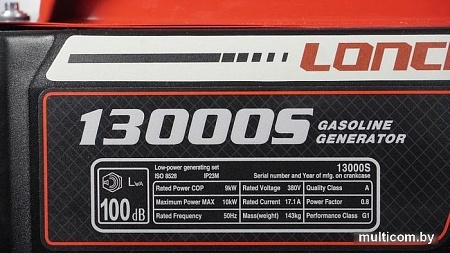 LONCI
13000S GASOLINE
GENERATOR
Low-power generating set 13000S
ISO 8528 IP23M Serial number and Year of mfg. on crankcase
LWA
100 dB
Rated Power COP 9kW Rated Voltage 380V Quality Class A
Maximum Power MAX 10kW Rated Current 17.1 A Power Factor 0.8
Rated Frequency 50Hz Mass(weight) 143kg Performance Class G1
multicom.by